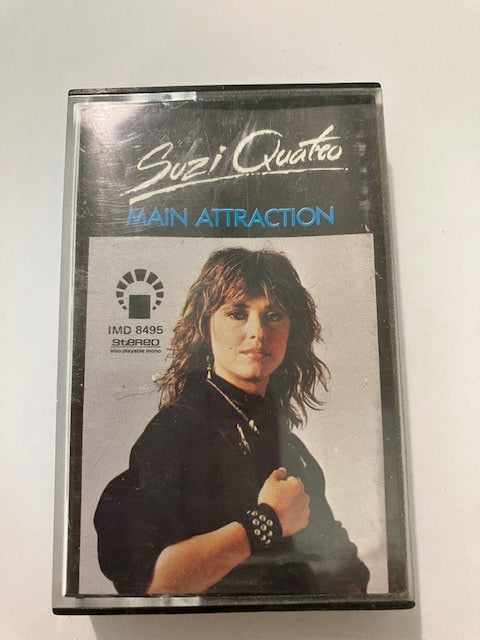 Suzi Quatro
MAIN ATTRACTION
IMD 8495
STEREO
also playable mono